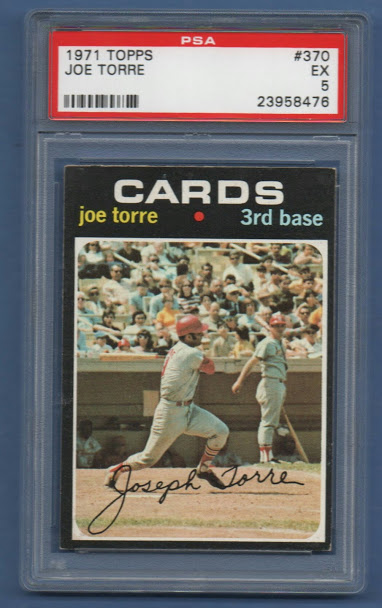 PSA
1971 TOPPS #370
JOE TORRE EX
5
23958476
CARDS
joe torre • 3rd base
Joseph Torre